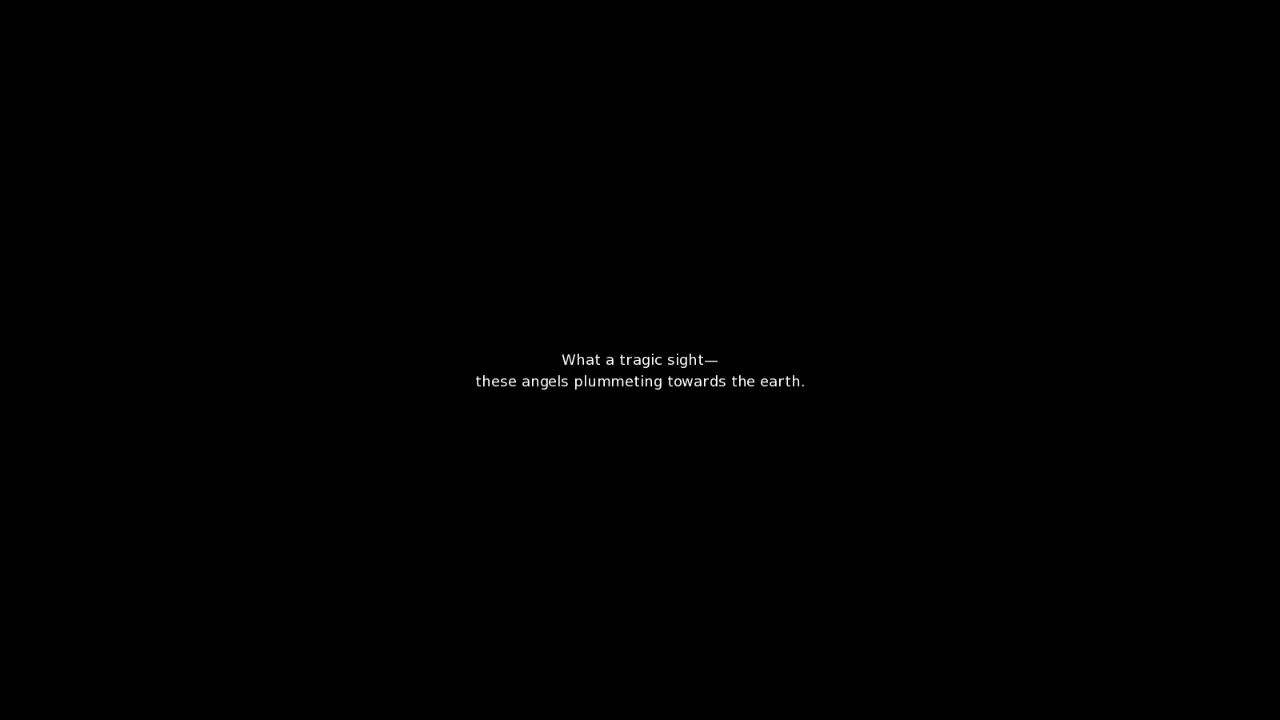 What a tragic sight—
these angels plummeting towards the earth.